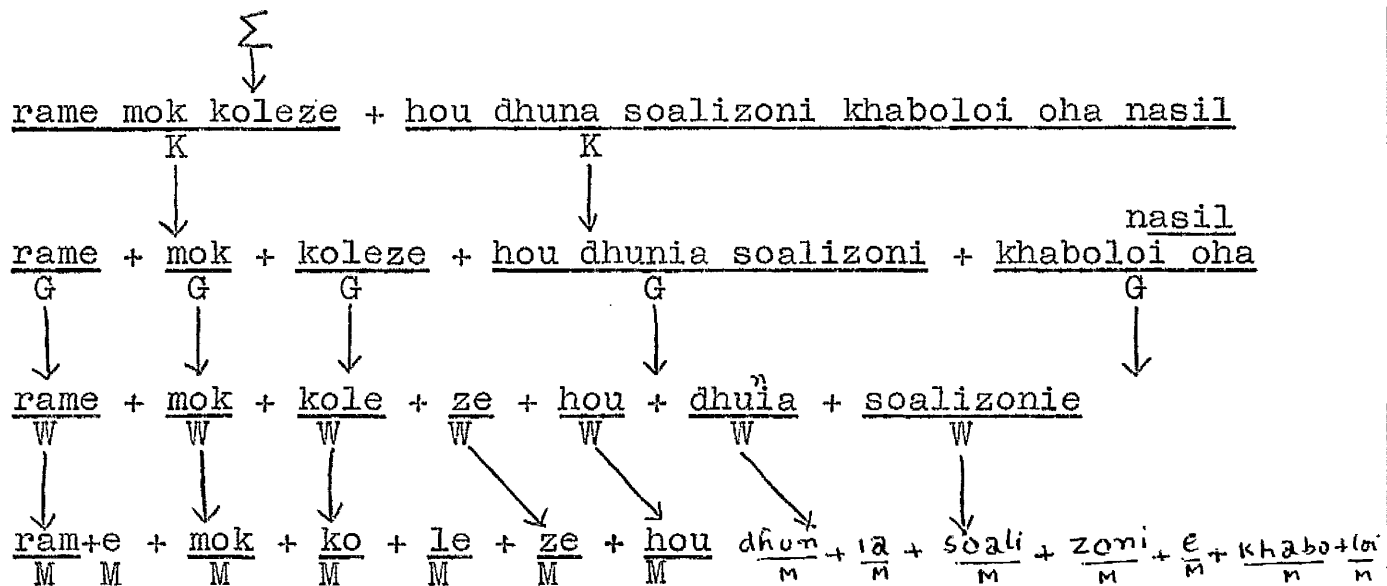 Σ
rame mok koleze + hou dhuna soalizoni khaboloi oha nasil
K K
nasil
rame + mok + koleze + hou dhunia soalizoni + khaboloi oha
G G G G G
n
rame + mok + kole + ze + hou + dhuia + soalizonie
W W W W W W W
ram+e + mok + ko + le + ze + hou dhun + ia + soali + zoni + e + khabo+loi
M M M M M M M M M M M M M M